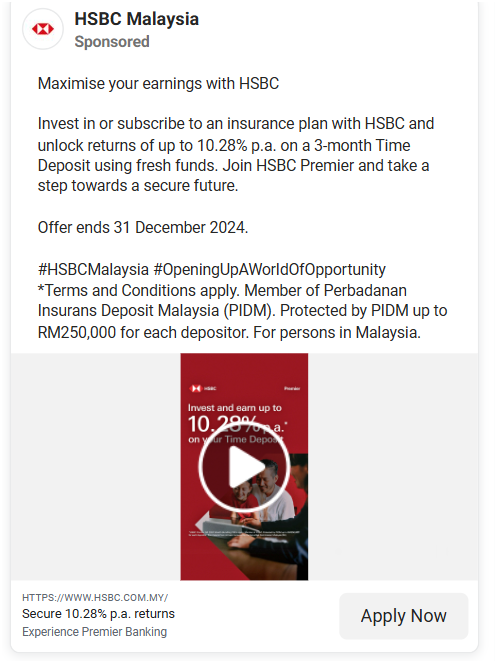 HSBC Malaysia
Sponsored
Maximise your earnings with HSBC
Invest in or subscribe to an insurance plan with HSBC and
unlock returns of up to 10.28% p.a. on a 3-month Time
Deposit using fresh funds. Join HSBC Premier and take a
step towards a secure future.
Offer ends 31 December 2024.
#HSBCMalaysia #OpeningUpAWorldOfOpportunity
*Terms and Conditions apply. Member of Perbadanan
Insurans Deposit Malaysia (PIDM). Protected by PIDM up to
RM250,000 for each depositor. For persons in Malaysia.
HSBC Premier
Invest and earn up to
10.28% p.a.*
on your Time Deposit
HTTPS://WWW.HSBC.COM.MY/
Secure 10.28% p.a. returns
Experience Premier Banking
Apply Now